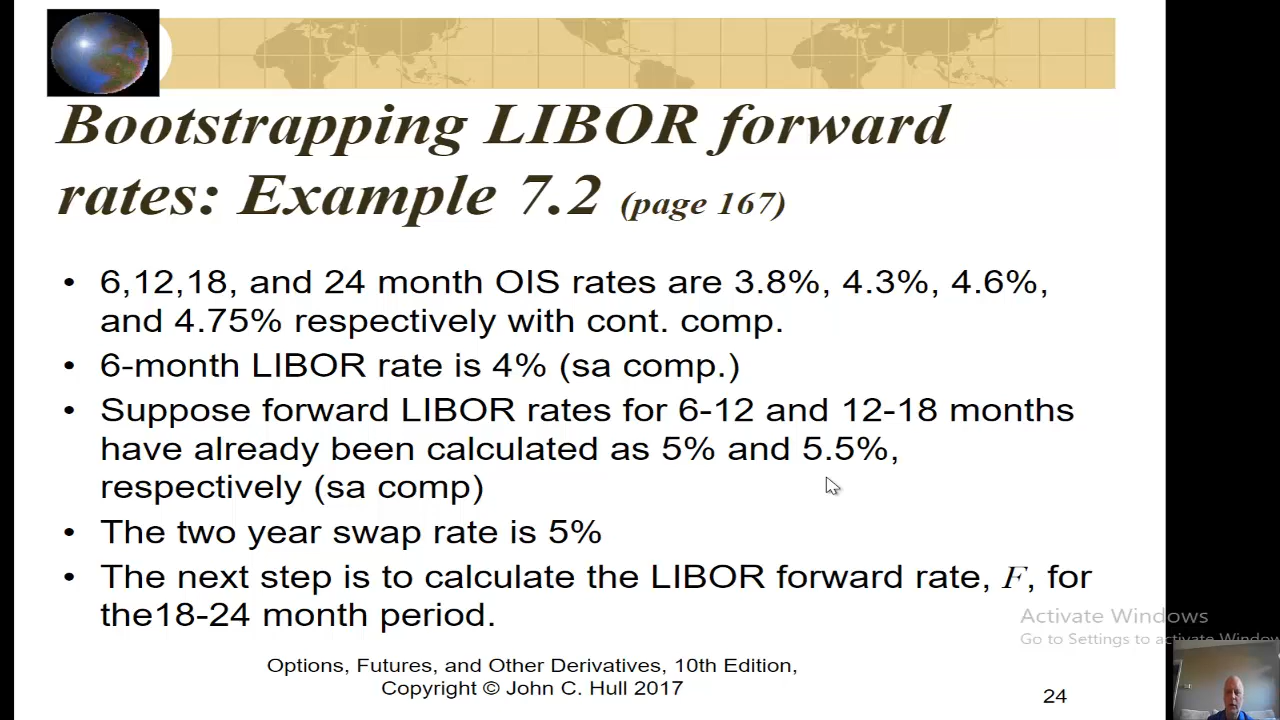 Bootstrapping LIBOR forward
rates: Example 7.2 (page 167)
• 6,12,18, and 24 month OIS rates are 3.8%, 4.3%, 4.6%,
and 4.75% respectively with cont. comp.
• 6-month LIBOR rate is 4% (sa comp.)
• Suppose forward LIBOR rates for 6-12 and 12-18 months
have already been calculated as 5% and 5.5%,
respectively (sa comp)
• The two year swap rate is 5%
• The next step is to calculate the LIBOR forward rate, F, for
the18-24 month period.
Activate Windows
Go to Settings to activate Window
Options, Futures, and Other Derivatives, 10th Edition,
Copyright © John C. Hull 2017
24